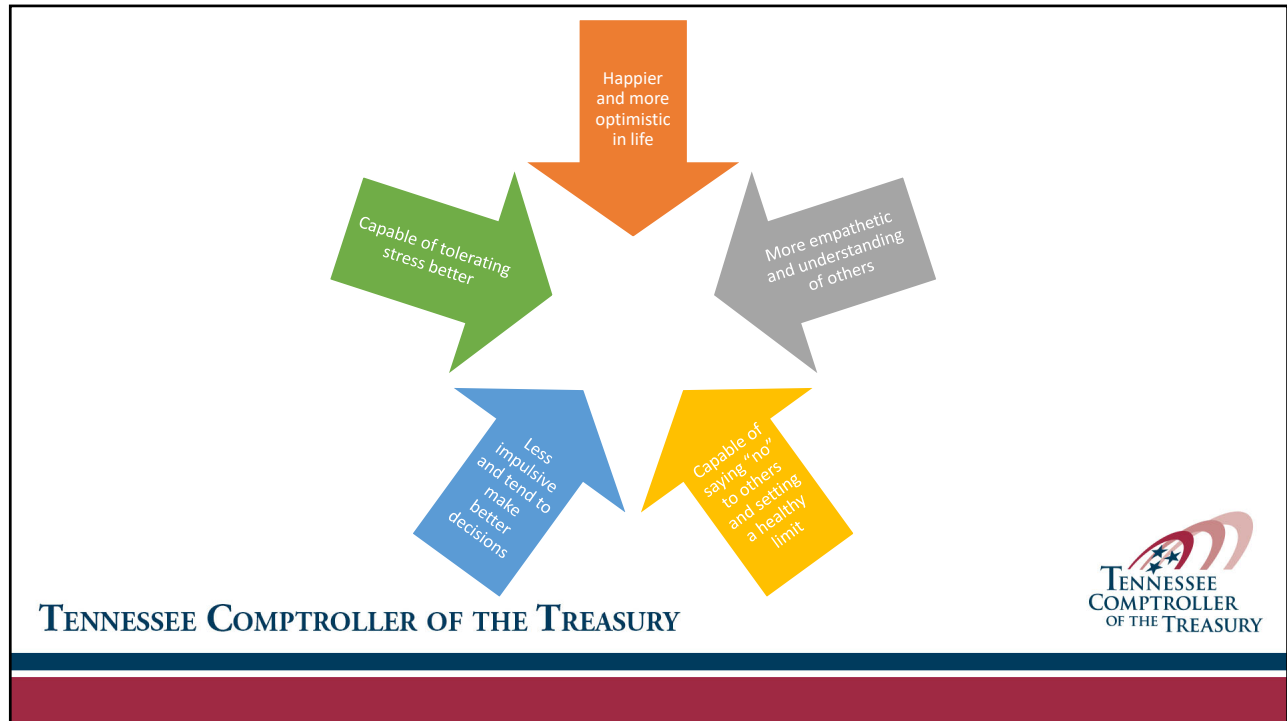 Happier
and more
optimistic
in life
More empathetic
and understanding
of others
Capable of
saying “no”
to others
and setting
a healthy
limit
Less
impulsive
and tend to
make
better
decisions
Capable of tolerating
stress better
TENNESSEE COMPTROLLER OF THE TREASURY
TENNESSEE
COMPTROLLER
OF THE TREASURY